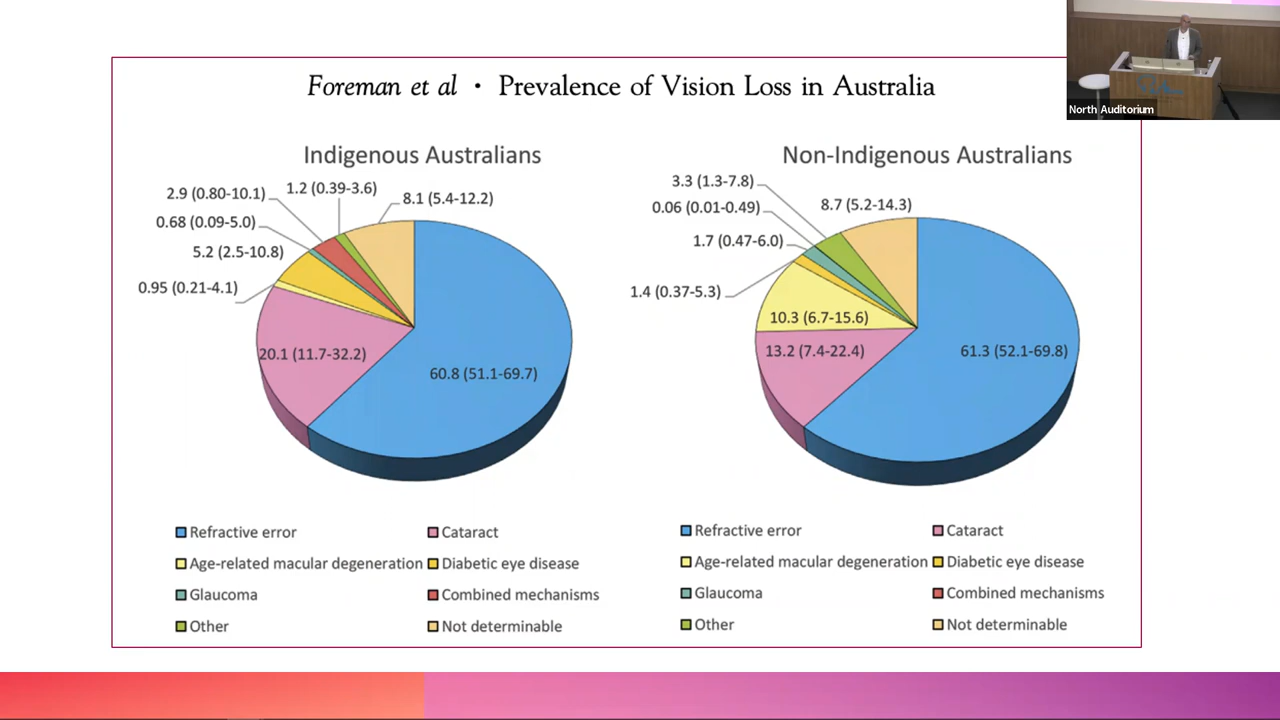 North Auditorium
Foreman et al • Prevalence of Vision Loss in Australia
Indigenous Australians
2.9 (0.80-10.1)
1.2 (0.39-3.6)
8.1 (5.4-12.2)
0.68 (0.09-5.0)
5.2 (2.5-10.8)
0.95 (0.21-4.1)
20.1 (11.7-32.2)
60.8 (51.1-69.7)
Refractive error
Cataract
Age-related macular degeneration
Diabetic eye disease
Glaucoma
Combined mechanisms
Other
Not determinable
Non-Indigenous Australians
3.3 (1.3-7.8)
0.06 (0.01-0.49)
8.7 (5.2-14.3)
1.7 (0.47-6.0)
1.4 (0.37-5.3)
10.3 (6.7-15.6)
13.2 (7.4-22.4)
61.3 (52.1-69.8)
Refractive error
Cataract
Age-related macular degeneration
Diabetic eye disease
Glaucoma
Combined mechanisms
Other
Not determinable